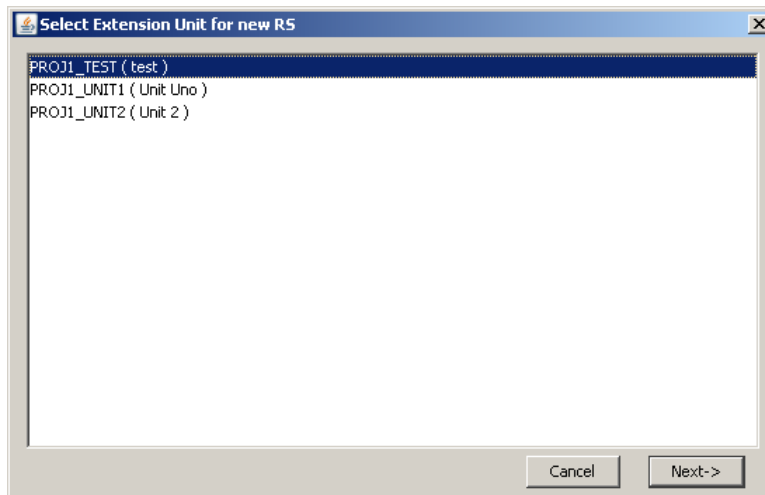 Select Extension Unit for new RS
PROJ1_TEST ( test )
PROJ1_UNIT1 ( Unit Uno )
PROJ1_UNIT2 ( Unit 2 )
Cancel
Next->